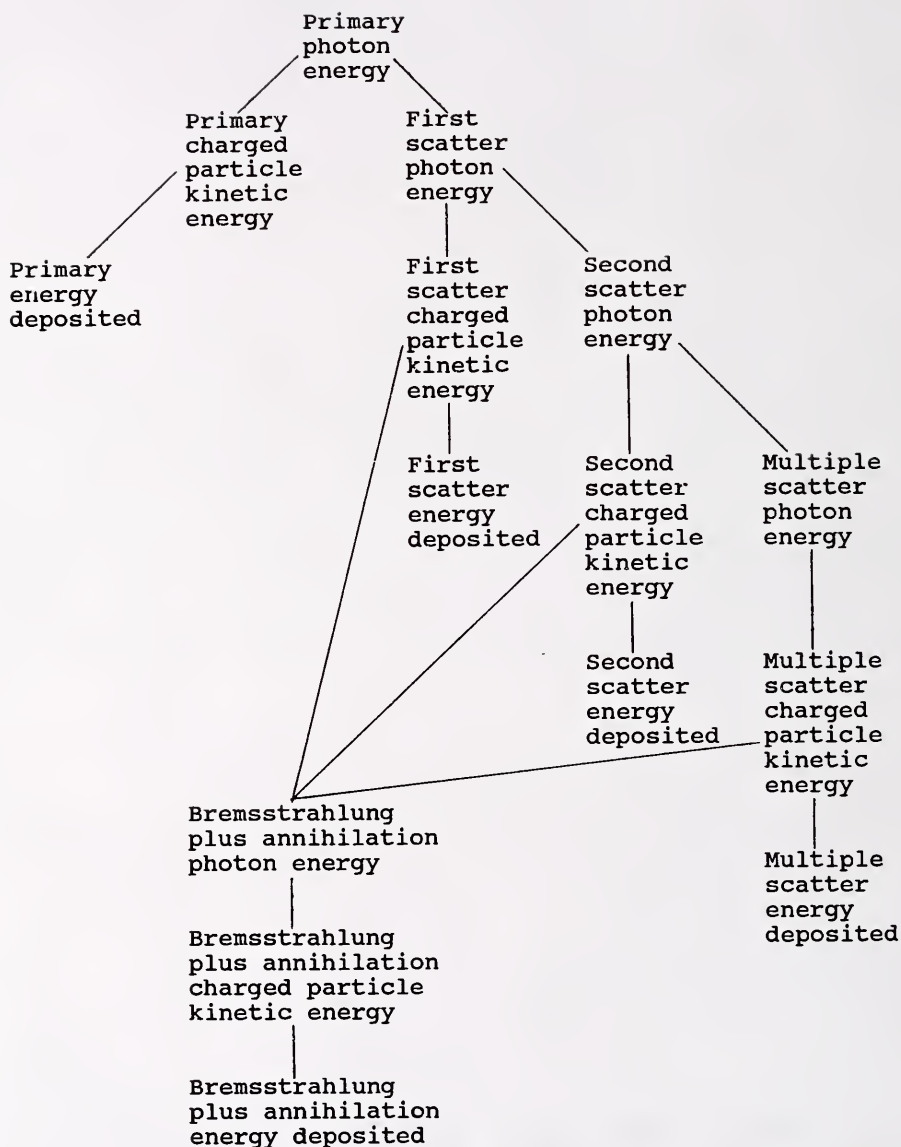 Primary
photon
energy
Primary
charged
particle
kinetic
energy
First
scatter
photon
energy
Primary
energy
deposited
First
scatter
charged
particle
kinetic
energy
Second
scatter
photon
energy
First
scatter
energy
deposited
Second
scatter
charged
particle
kinetic
energy
Multiple
scatter
photon
energy
Second
scatter
energy
deposited
Multiple
scatter
charged
particle
kinetic
energy
Bremsstrahlung
plus annihilation
photon energy
Multiple
scatter
energy
deposited
Bremsstrahlung
plus annihilation
charged particle
kinetic energy
Bremsstrahlung
plus annihilation
energy deposited